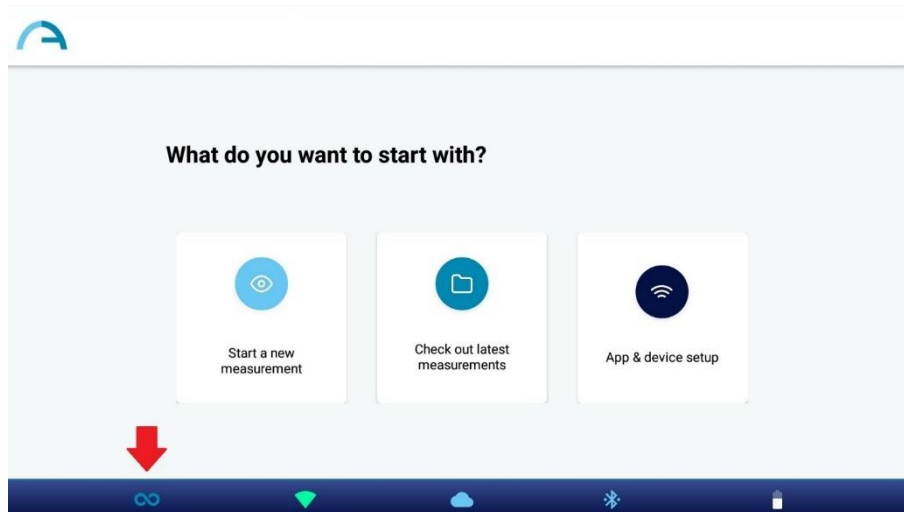 What do you want to start with?
Start a new
measurement
Check out latest
measurements
App & device setup